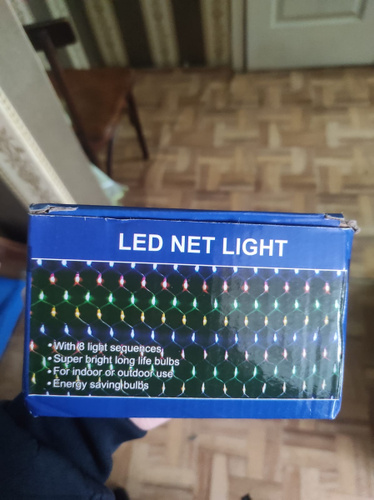 LED NET LIGHT
• With 8 light sequences
• Super bright long life bulbs
• For indoor or outdoor use
• Energy saving bulbs